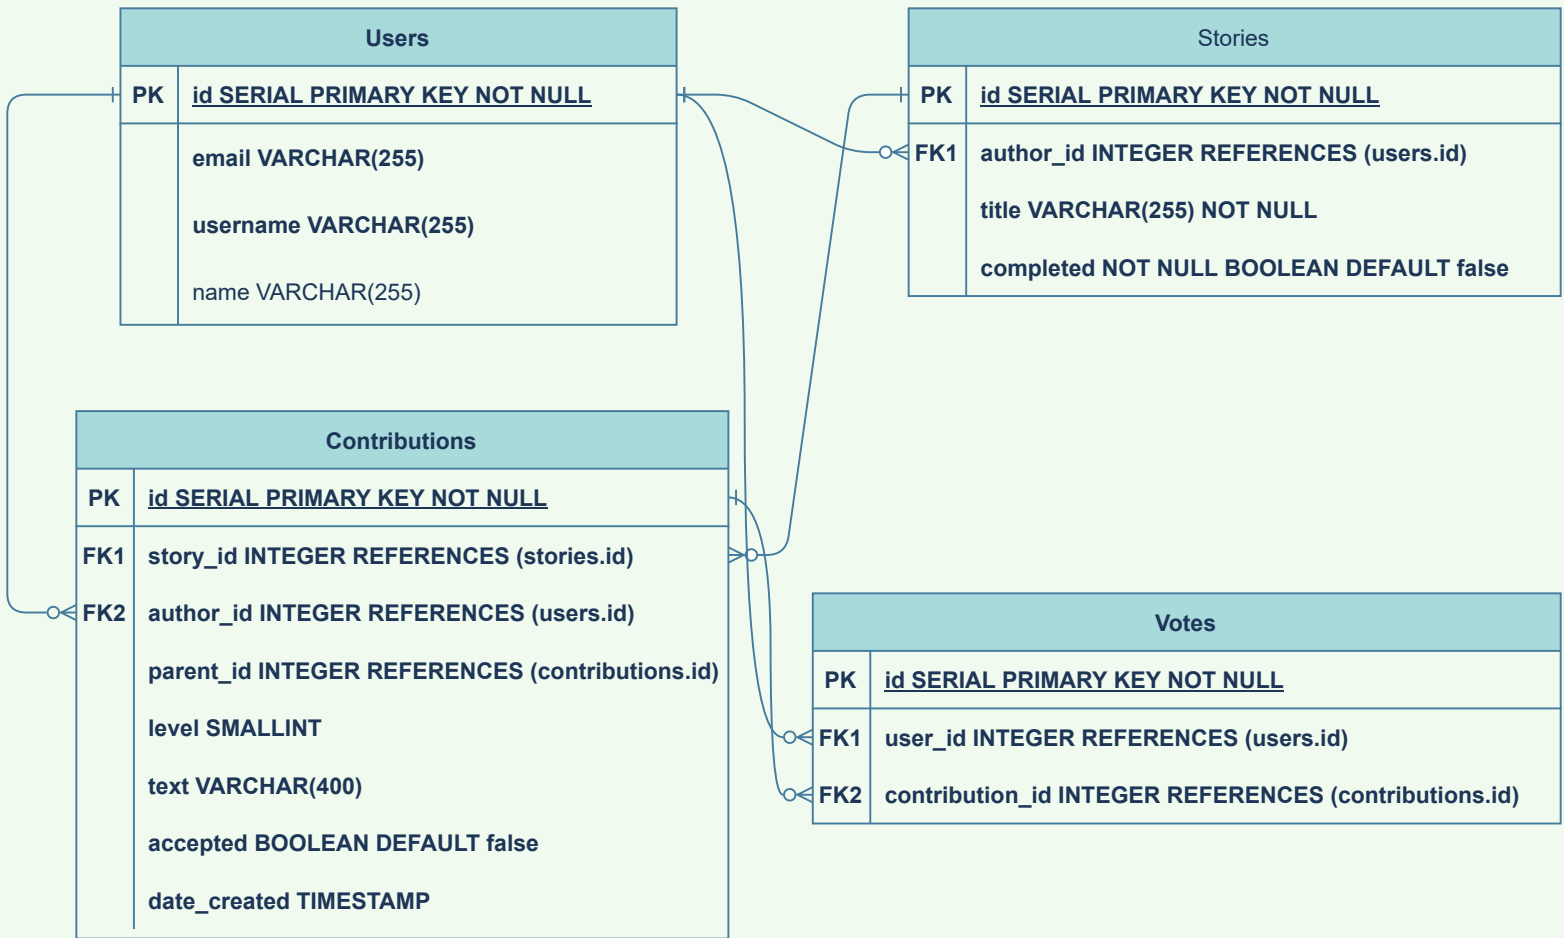 Users
PK id SERIAL PRIMARY KEY NOT NULL
email VARCHAR(255)
username VARCHAR(255)
name VARCHAR(255)
Stories
PK id SERIAL PRIMARY KEY NOT NULL
FK1 author_id INTEGER REFERENCES (users.id)
title VARCHAR(255) NOT NULL
completed NOT NULL BOOLEAN DEFAULT false
Contributions
PK id SERIAL PRIMARY KEY NOT NULL
FK1 story_id INTEGER REFERENCES (stories.id)
FK2 author_id INTEGER REFERENCES (users.id)
parent_id INTEGER REFERENCES (contributions.id)
level SMALLINT
text VARCHAR(400)
accepted BOOLEAN DEFAULT false
date_created TIMESTAMP
Votes
PK id SERIAL PRIMARY KEY NOT NULL
FK1 user_id INTEGER REFERENCES (users.id)
FK2 contribution_id INTEGER REFERENCES (contributions.id)